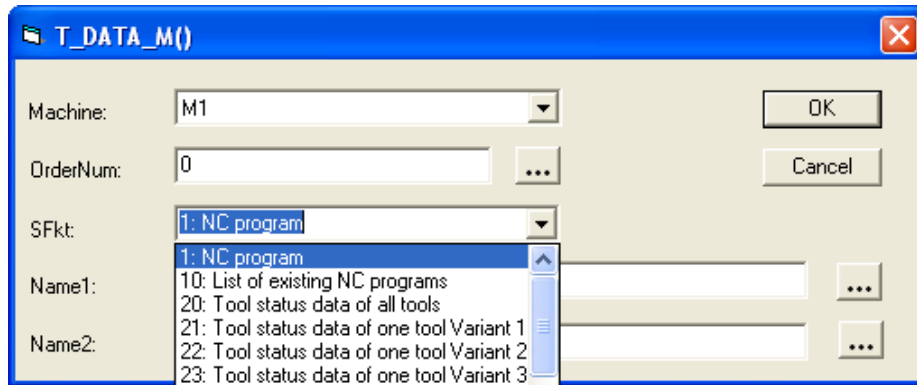 T_DATA_M()
Machine: M1 OK
OrderNum: 0 ... Cancel
SFkt: 1: NC program
1: NC program
10: List of existing NC programs
Name1: ...
20: Tool status data of all tools
21: Tool status data of one tool Variant 1
Name2: ...
22: Tool status data of one tool Variant 2
23: Tool status data of one tool Variant 3